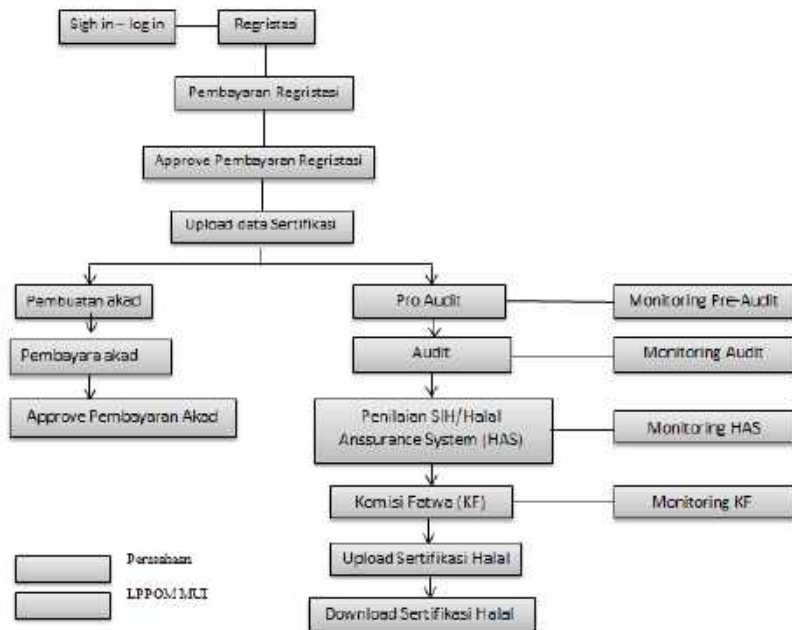 Sigh in – log in
Regristasi
Pembayaran Regristasi
Approve Pembayaran Regristasi
Upload data Sertifikasi
Pembuatan akad
Pro Audit
Monitoring Pre-Audit
Pembayara akad
Audit
Monitoring Audit
Approve Pembayaran Akad
Penilaian SIH/Halal
Anssurance System (HAS)
Monitoring HAS
Komisi Fatwa (KF)
Monitoring KF
Upload Sertifikasi Halal
Download Sertifikasi Halal
Perusahaan
LPPOM MUI